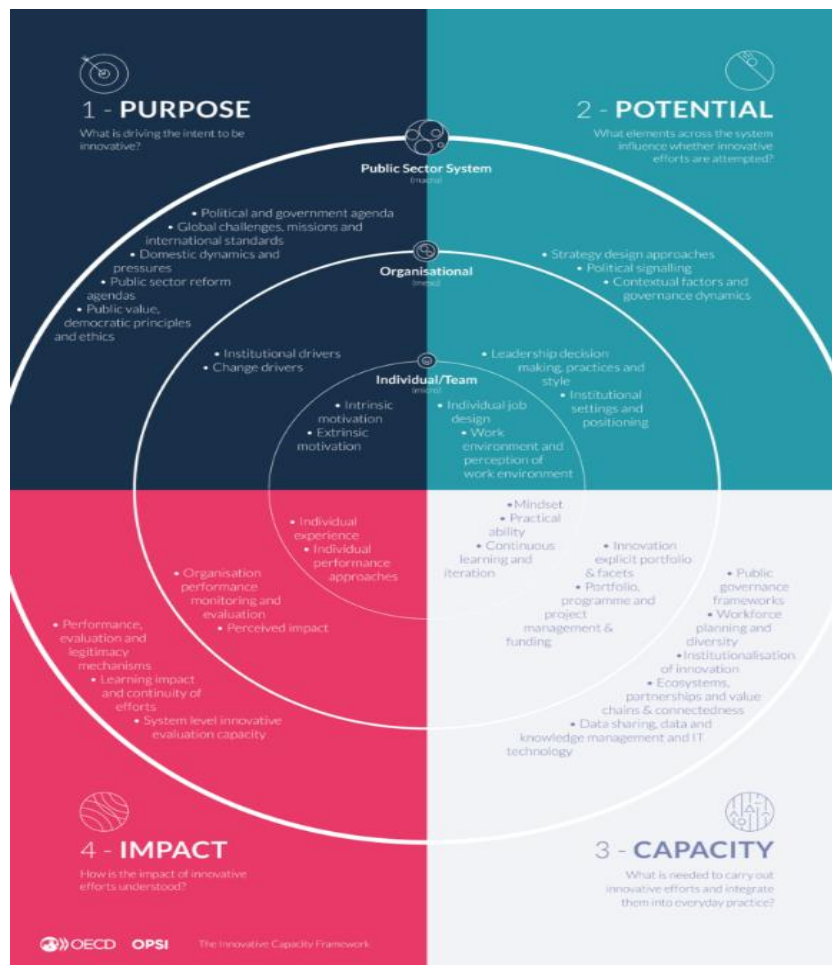 1 - PURPOSE
What is driving the intent to be
innovative?
2 - POTENTIAL
What elements across the system
influence whether innovative
efforts are attempted?
Public Sector System
(macro)
• Political and government agenda
• Global challenges, missions and
international standards
• Domestic dynamics and
pressures
• Public sector reform
agendas
• Public value,
democratic principles
and ethics
Organisational
(meso)
• Strategy design approaches
• Political signalling
• Contextual factors and
governance dynamics
• Institutional drivers
• Change drivers
• Leadership decision
making, practices and
style
• Institutional
settings and
positioning
Individual/Team
(micro)
• Intrinsic
motivation
• Extrinsic
motivation
• Individual job
design
• Work
environment and
perception of
work environment
• Individual
experience
• Individual
performance
approaches
• Organisation
performance
monitoring and
evaluation
• Perceived impact
• Performance,
evaluation and
legitimacy
mechanisms
• Learning impact
and continuity of
efforts
• System level innovative
evaluation capacity
• Mindset
• Practical
ability
• Continuous
learning and
iteration
• Innovation
explicit portfolio
& facets
• Portfolio,
programme and
project
management &
funding
• Public
governance
frameworks
• Workforce
planning and
diversity
• Institutionalisation
of innovation
• Ecosystems,
partnerships and value
chains & connectedness
• Data sharing, data and
knowledge management and IT
technology
4 - IMPACT
How is the impact of innovative
efforts understood?
3 - CAPACITY
What is needed to carry out
innovative efforts and integrate
them into everyday practice?
OECD OPSI The Innovative Capacity Framework